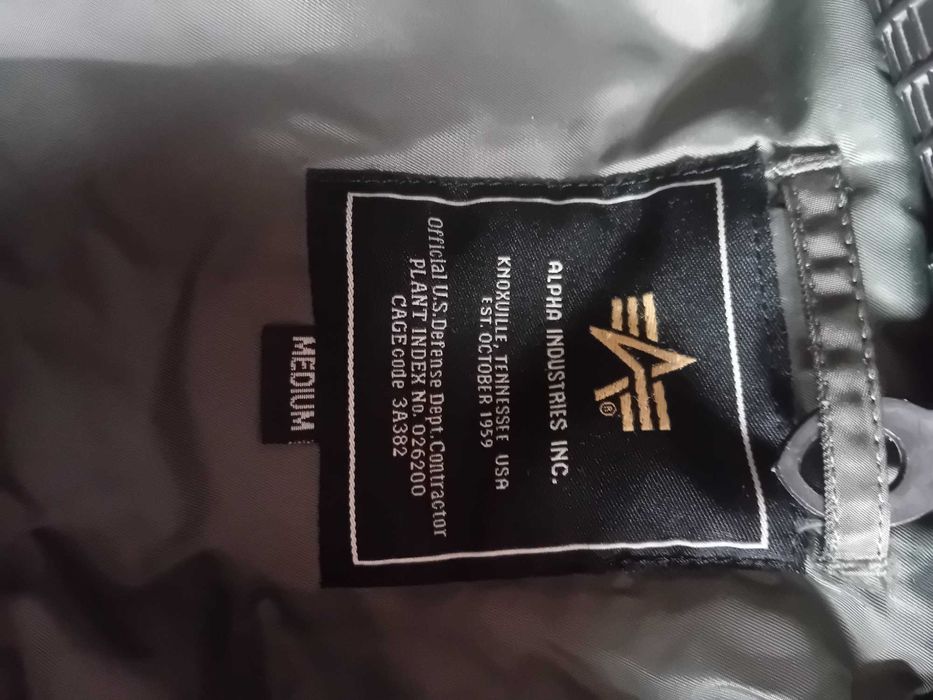 ®
ALPHA INDUSTRIES INC.
KNOXVILLE, TENNESSEE USA
EST. OCTOBER 1959
Official U.S.Defense Dept.Contractor
PLANT INDEX No. 026200
CAGE code 3A382
MEDIUM